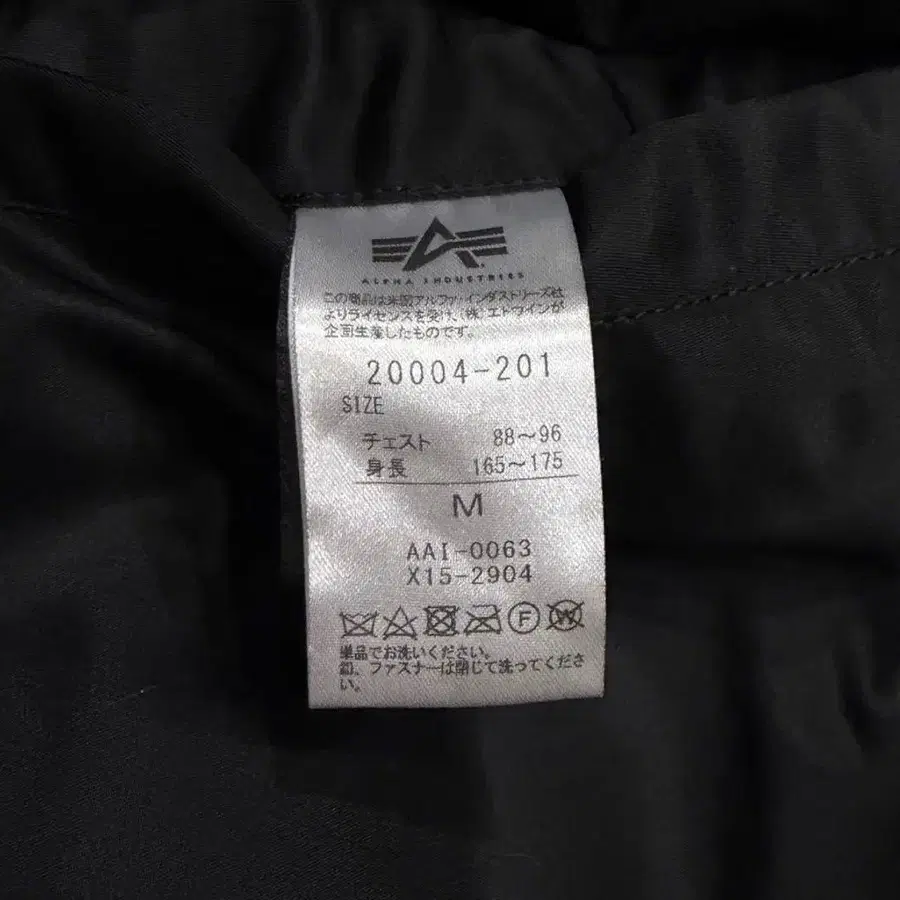 ALPHA INDUSTRIES
この商品は米国アルファ・インダストリーズ社
よりライセンスを受け、(株)エドウインが
企画生産したものです。
20004-201
SIZE
チェスト 88〜96
身長 165〜175
M
AAI-0063
X15-2904
F W
単品でお洗いください。
釦、ファスナーは閉じて洗ってくださ
い。